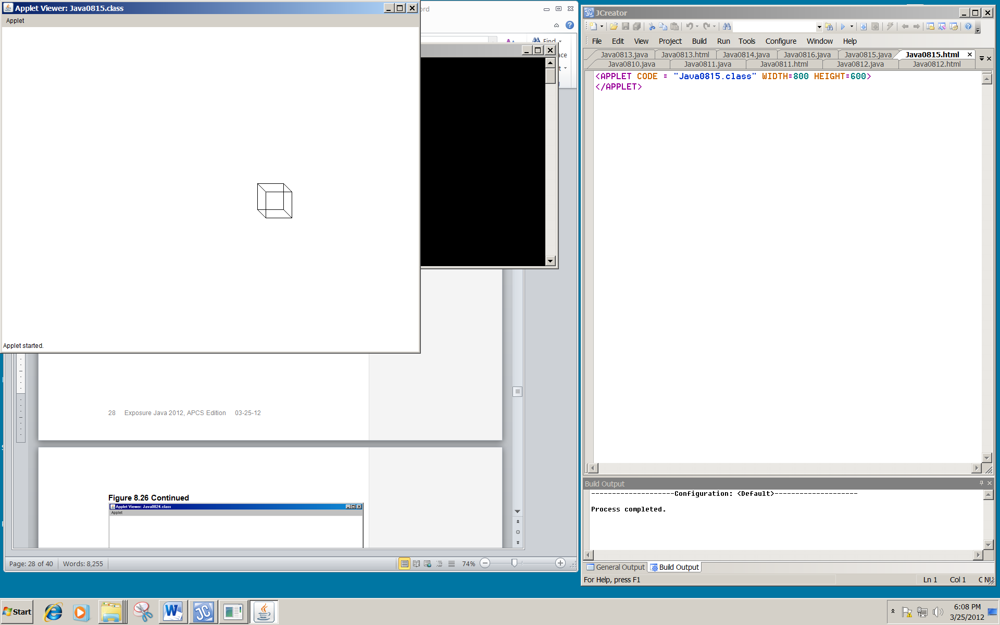 Applet Viewer: Java0815.class
Applet
Applet started.
ord
Find
ace
t
28 Exposure Java 2012, APCS Edition 03-25-12
Figure 8.26 Continued
Applet Viewer: Java0824.class
Applet
Page: 28 of 40 Words: 8,255 74%
JCreator
File Edit View Project Build Run Tools Configure Window Help
Java0813.java Java0813.html Java0814.java Java0816.java Java0815.java Java0815.html
Java0810.java Java0811.java Java0811.html Java0812.java Java0812.html
<APPLET CODE = "Java0815.class" WIDTH=800 HEIGHT=600>
</APPLET>
Build Output
--------------------Configuration: <Default>--------------------
Process completed.
General Output Build Output
For Help, press F1 Ln 1 Col 1
Start
6:08 PM
3/25/2012